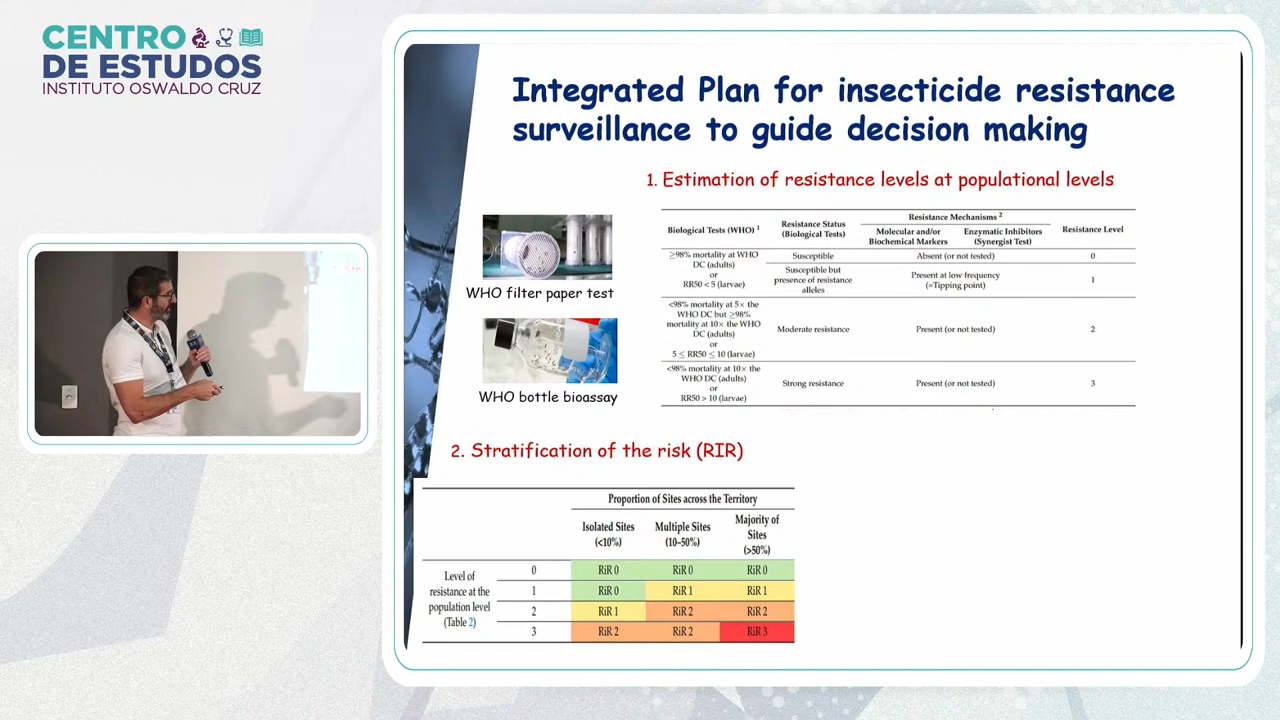 CENTRO
DE ESTUDOS
INSTITUTO OSWALDO CRUZ
Integrated Plan for insecticide resistance
surveillance to guide decision making
1. Estimation of resistance levels at populational levels
WHO filter paper test
WHO bottle bioassay
Biological Tests (WHO) 1
Resistance Status
(Biological Tests)
Resistance Mechanisms 2
Molecular and/or
Biochemical Markers
Enzymatic Inhibitors
(Synergist Test)
Resistance Level
≥98% mortality at WHO
DC (adults)
or
RR50 < 5 (larvae)
Susceptible
Absent (or not tested)
0
Susceptible but
presence of resistance
alleles
Present at low frequency
(=Tipping point)
1
<98% mortality at 5× the
WHO DC but ≥98%
mortality at 10× the WHO
DC (adults)
or
5 ≤ RR50 ≤ 10 (larvae)
Moderate resistance
Present (or not tested)
2
<98% mortality at 10× the
WHO DC (adults)
or
RR50 > 10 (larvae)
Strong resistance
Present (or not tested)
3
2. Stratification of the risk (RIR)
Proportion of Sites across the Territory
Isolated Sites
(<10%)
Multiple Sites
(10–50%)
Majority of
Sites
(>50%)
Level of
resistance at the
population level
(Table 2)
0 RiR 0 RiR 0 RiR 0
1 RiR 0 RiR 1 RiR 1
2 RiR 1 RiR 2 RiR 2
3 RiR 2 RiR 2 RiR 3